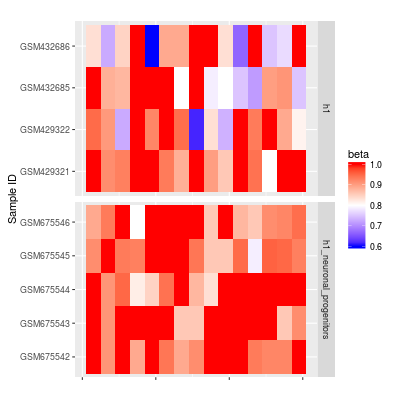 GSM432686
GSM432685
GSM429322
GSM429321
h1
Sample ID
GSM675546
GSM675545
GSM675544
GSM675543
GSM675542
h1_neuronal_progenitors
beta
1.0
0.9
0.8
0.7
0.6